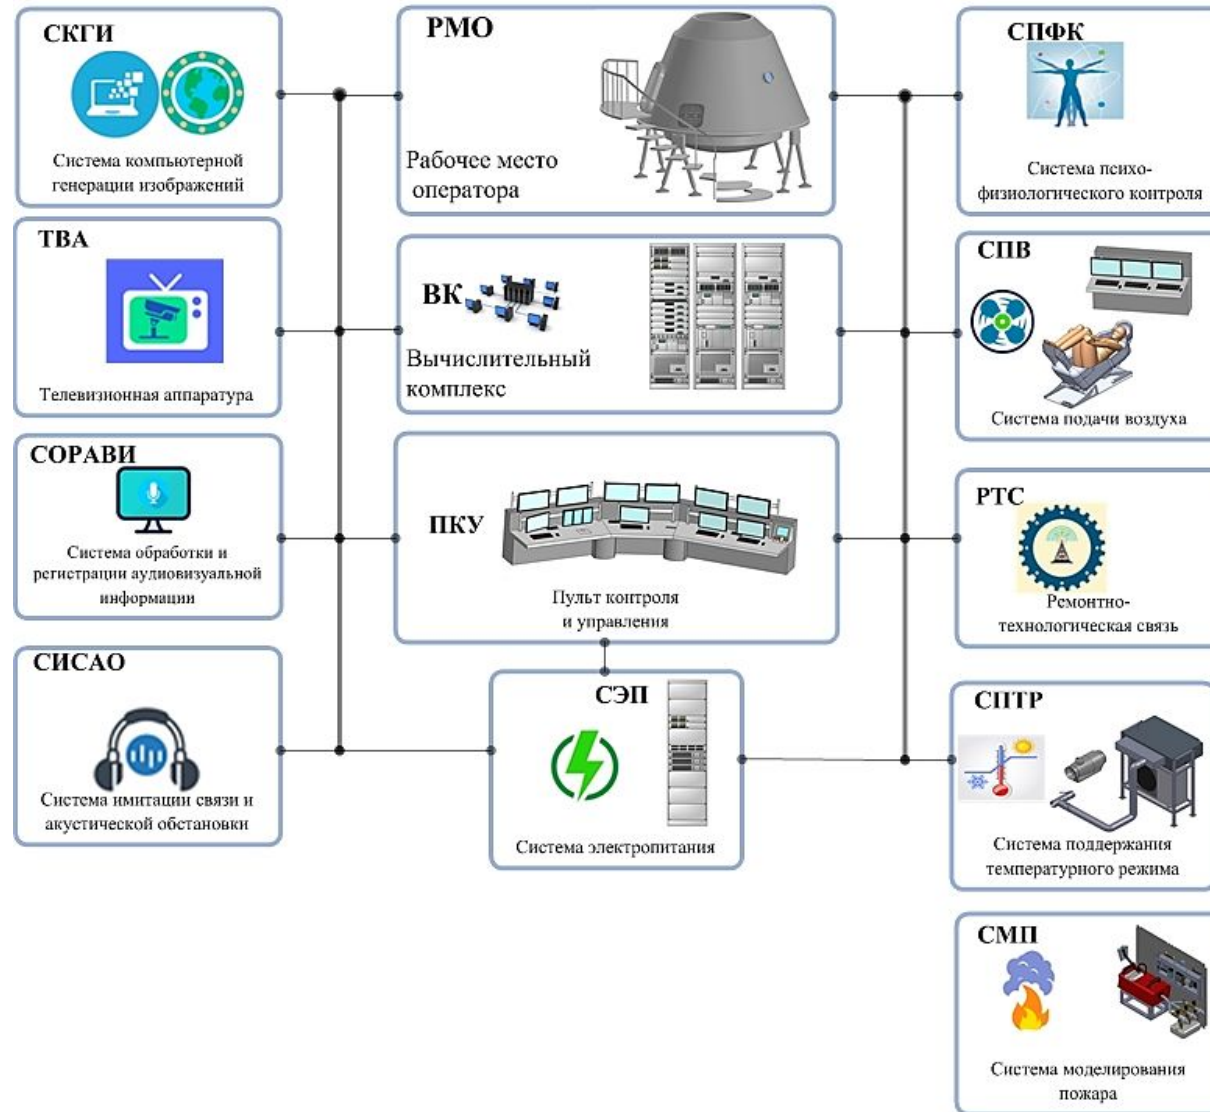 СКГИ
Система компьютерной
генерации изображений
ТВА
Телевизионная аппаратура
СОРАВИ
Система обработки и
регистрации аудиовизуальной
информации
СИСАО
Система имитации связи и
акустической обстановки
РМО
Рабочее место
оператора
ВК
Вычислительный
комплекс
ПКУ
Пульт контроля
и управления
СЭП
Система электропитания
СПФК
Система психо-
физиологического контроля
СПВ
Система подачи воздуха
РТС
Ремонтно-
технологическая связь
СПТР
Система поддержания
температурного режима
СМП
Система моделирования
пожара